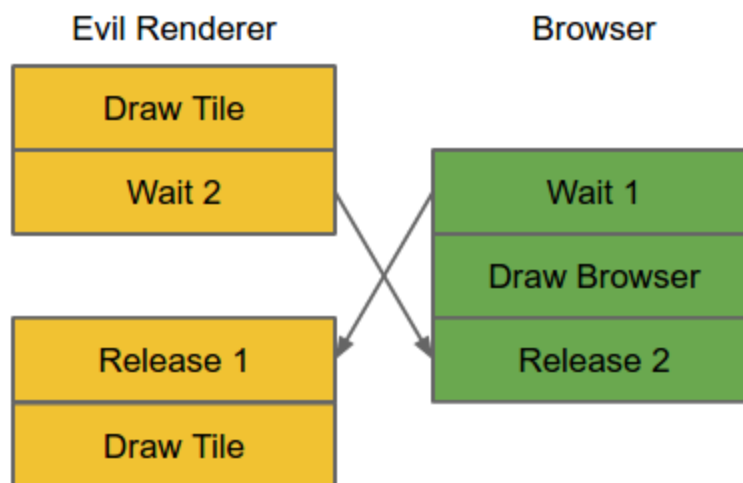 Evil Renderer
Browser
Draw Tile
Wait 2
Wait 1
Draw Browser
Release 1
Release 2
Draw Tile